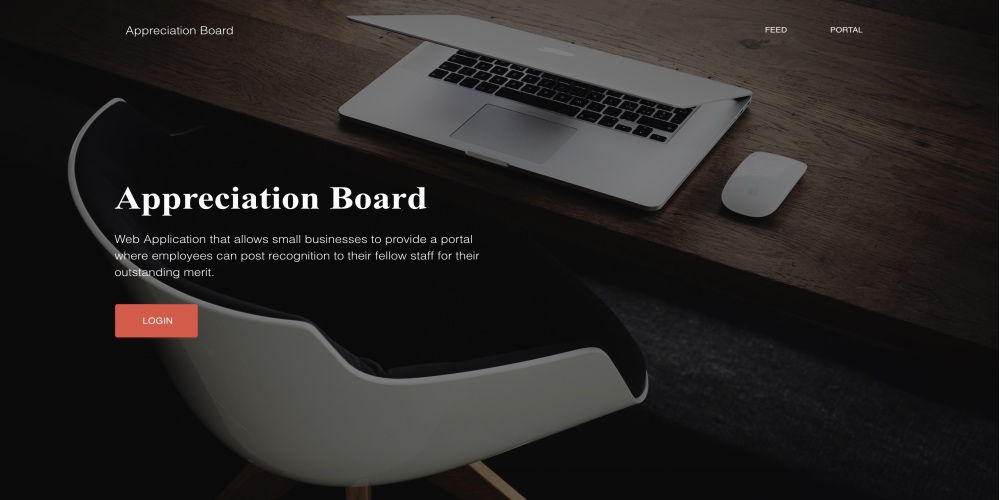 Appreciation Board
FEED
PORTAL
Appreciation Board
Web Application that allows small businesses to provide a portal
where employees can post recognition to their fellow staff for their
outstanding merit.
LOGIN